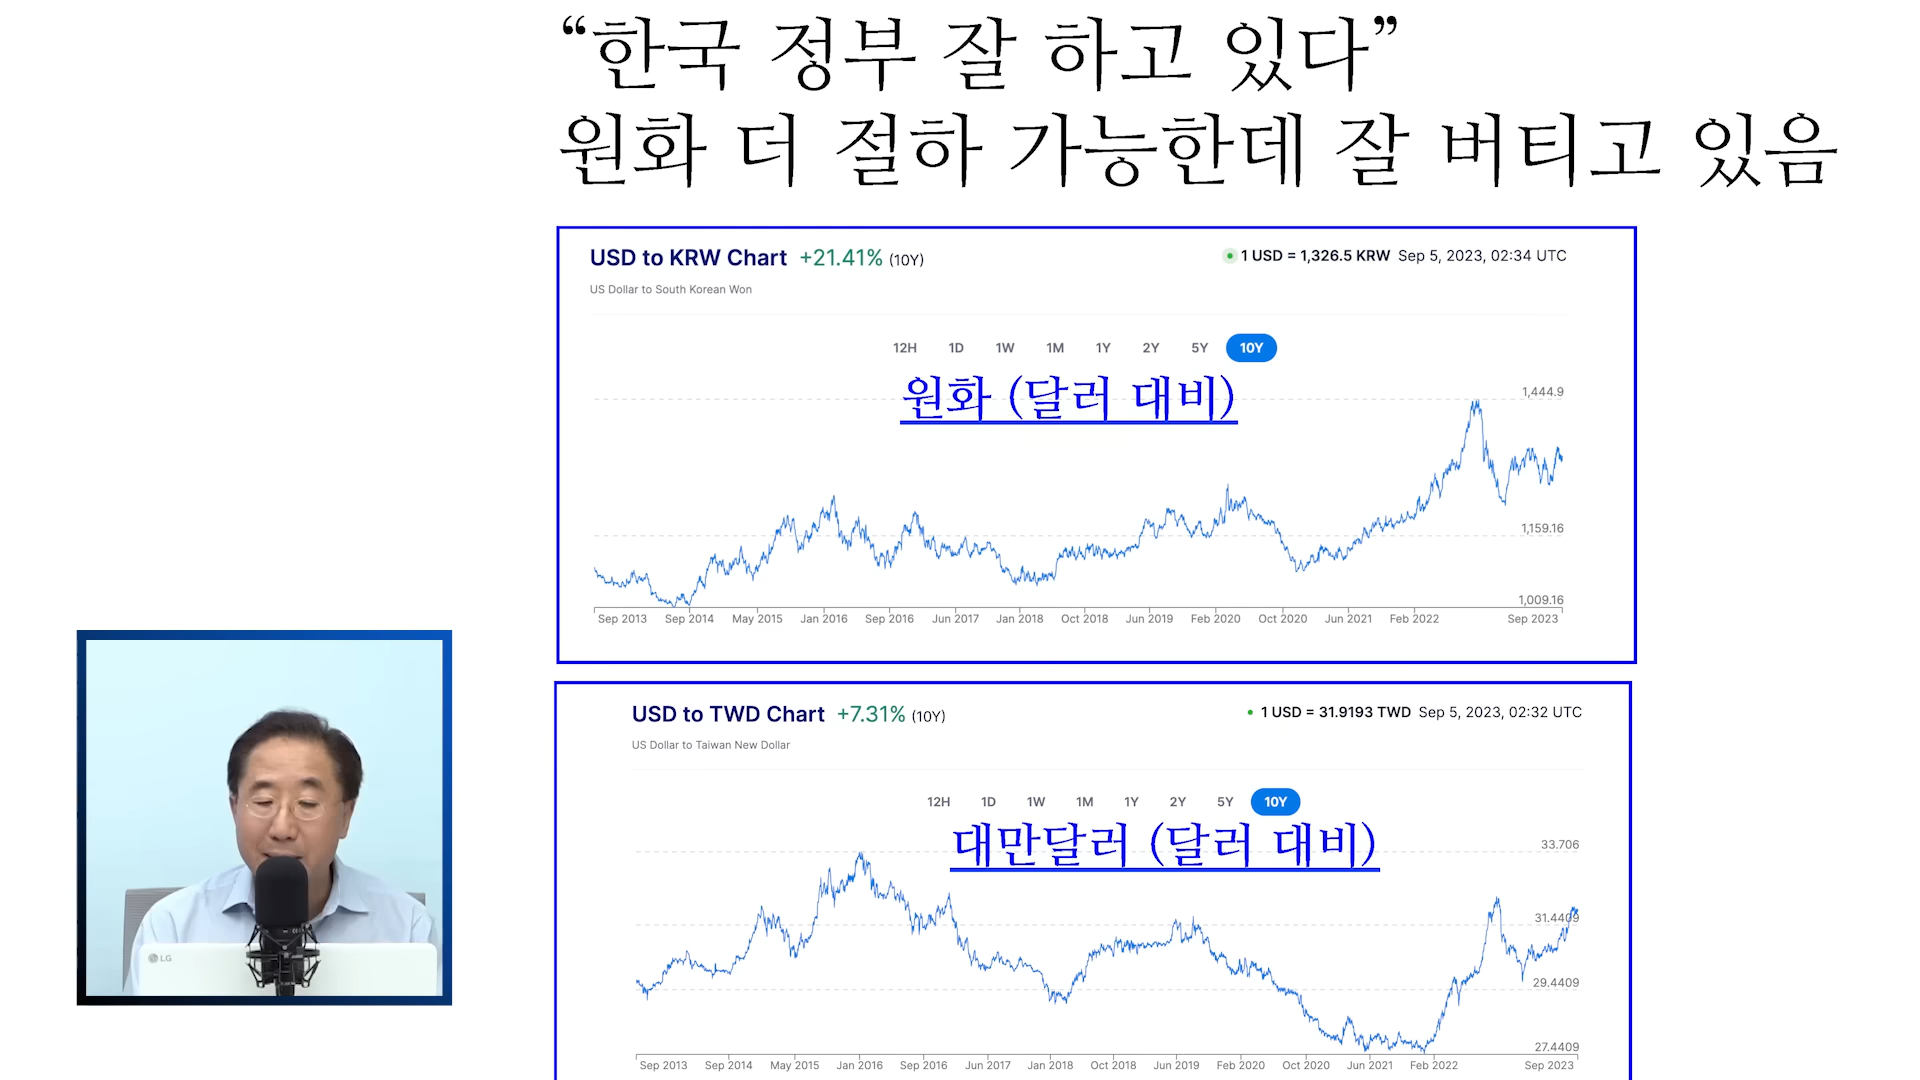 “한국 정부 잘 하고 있다”
원화 더 절하 가능한데 잘 버티고 있음
USD to KRW Chart +21.41% (10Y)
1 USD = 1,326.5 KRW Sep 5, 2023, 02:34 UTC
US Dollar to South Korean Won
12H 1D 1W 1M 1Y 2Y 5Y 10Y
원화 (달러 대비)
1,444.9
1,159.16
1,009.16
Sep 2013 Sep 2014 May 2015 Jan 2016 Sep 2016 Jun 2017 Jan 2018 Oct 2018 Jun 2019 Feb 2020 Oct 2020 Jun 2021 Feb 2022 Sep 2023
USD to TWD Chart +7.31% (10Y)
1 USD = 31.9193 TWD Sep 5, 2023, 02:32 UTC
US Dollar to Taiwan New Dollar
12H 1D 1W 1M 1Y 2Y 5Y 10Y
대만달러 (달러 대비)
33.706
31.4409
29.4409
27.4409
Sep 2013 Sep 2014 May 2015 Jan 2016 Sep 2016 Jun 2017 Jan 2018 Oct 2018 Jun 2019 Feb 2020 Oct 2020 Jun 2021 Feb 2022 Sep 2023
LG